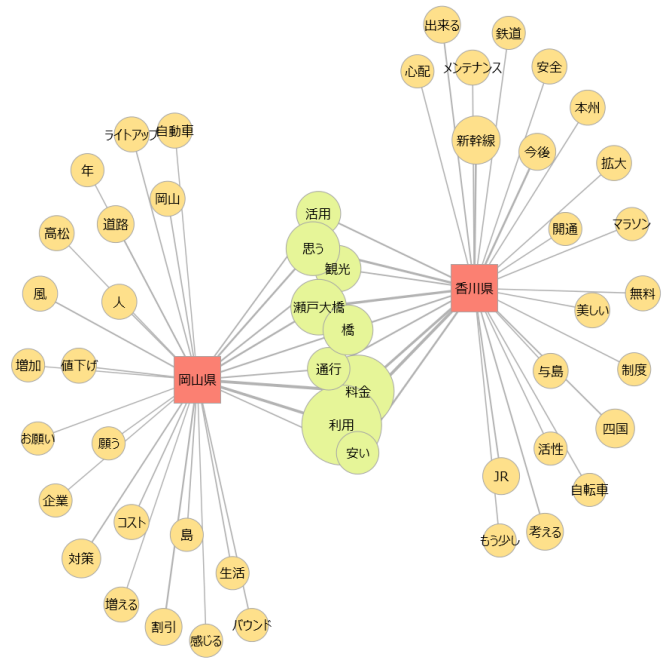 出来る
鉄道
心配
メンテナンス
安全
本州
新幹線
今後
拡大
開通
マラソン
香川県
無料
美しい
与島
制度
四国
活性
自転車
JR
考える
もう少し
ライトアップ
自動車
年
岡山
道路
高松
風
人
増加
値下げ
岡山県
お願い
願う
企業
コスト
島
対策
生活
増える
割引
感じる
バウンド
活用
思う
観光
瀬戸大橋
橋
通行
料金
利用
安い